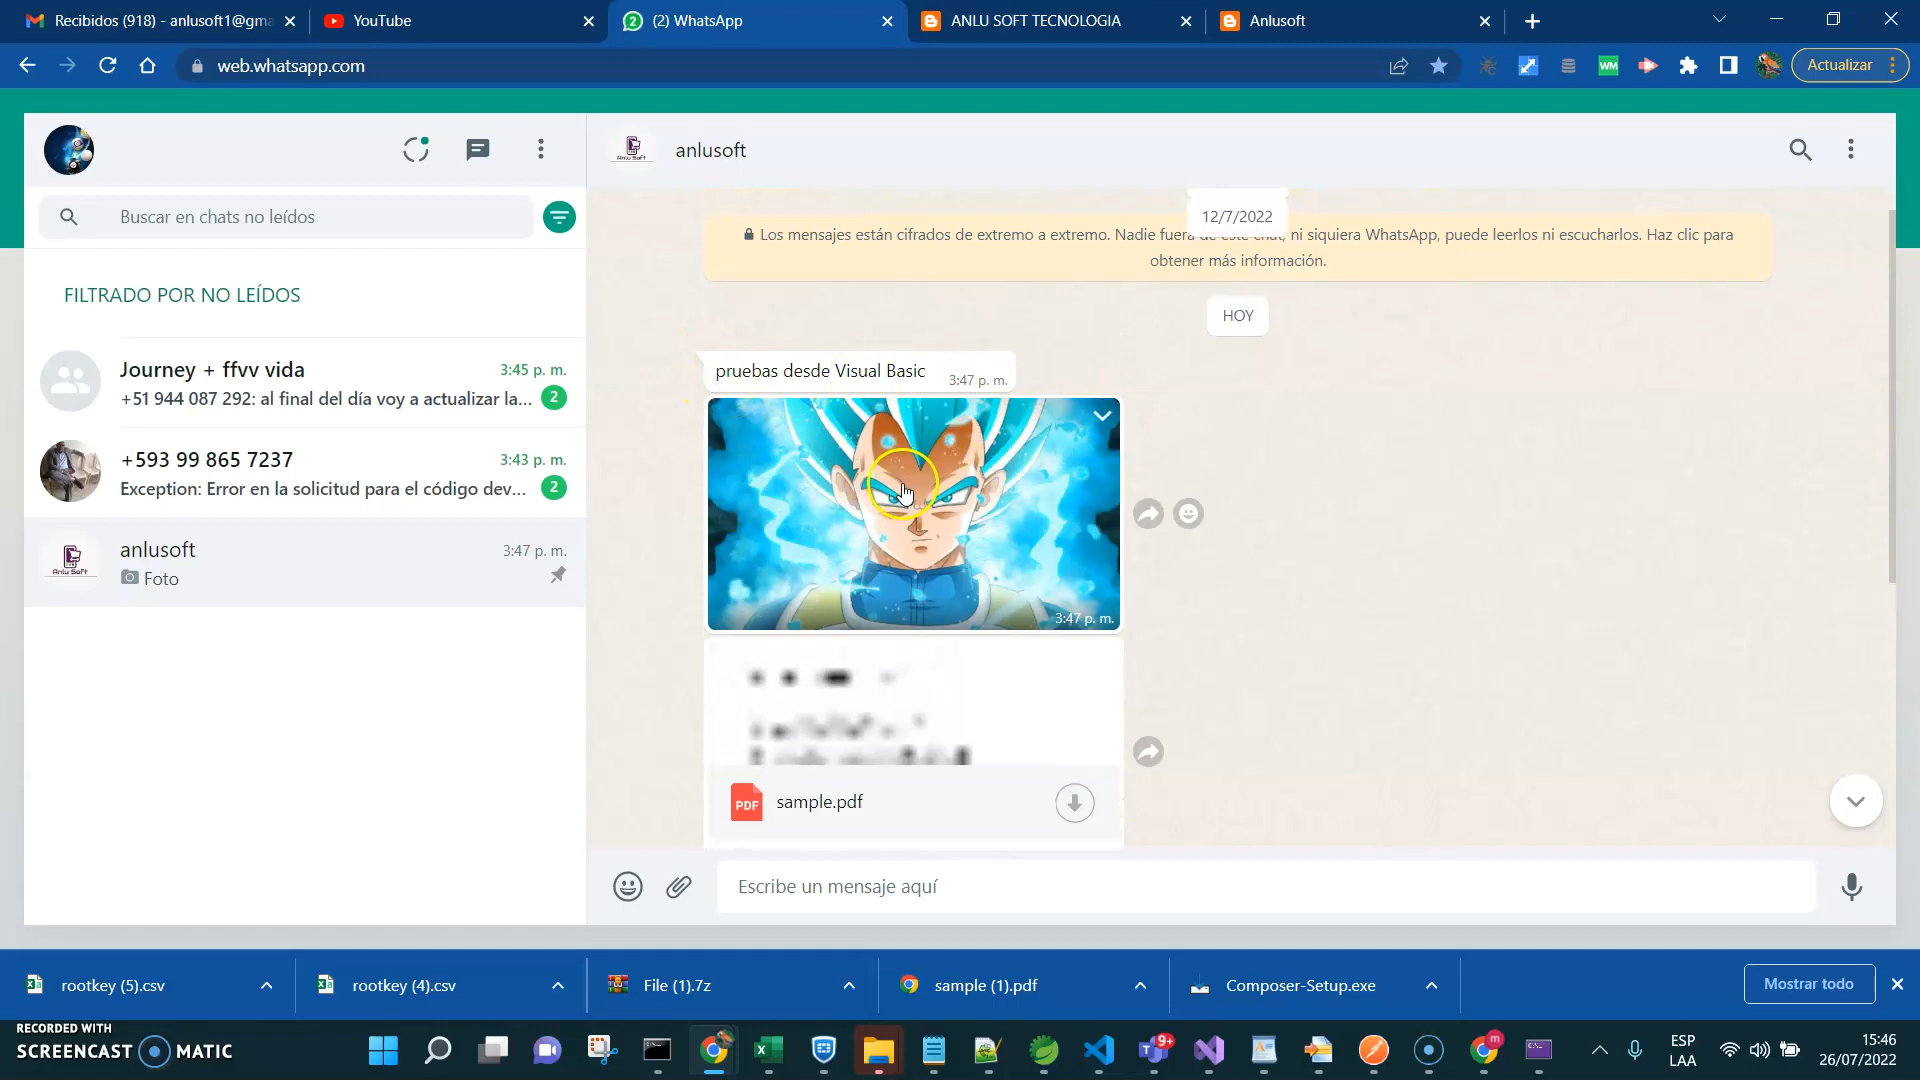 Recibidos (918) - anlusoft1@gma
YouTube
(2) WhatsApp
ANLU SOFT TECNOLOGIA
Anlusoft
web.whatsapp.com
WM
Actualizar
Anlu Soft
anlusoft
Buscar en chats no leídos
12/7/2022
Los mensajes están cifrados de extremo a extremo. Nadie fuera de este chat, ni siquiera WhatsApp, puede leerlos ni escucharlos. Haz clic para
obtener más información.
FILTRADO POR NO LEÍDOS
HOY
Journey + ffvv vida
3:45 p. m.
+51 944 087 292: al final del día voy a actualizar la...
2
pruebas desde Visual Basic
3:47 p. m.
+593 99 865 7237
3:43 p. m.
Exception: Error en la solicitud para el código dev...
2
anlusoft
3:47 p. m.
Anlu Soft
Foto
3:47 p. m.
PDF
sample.pdf
Escribe un mensaje aquí
rootkey (5).csv
rootkey (4).csv
File (1).7z
sample (1).pdf
Composer-Setup.exe
Mostrar todo
RECORDED WITH
SCREENCAST MATIC
9+
m
ESP
LAA
15:46
26/07/2022